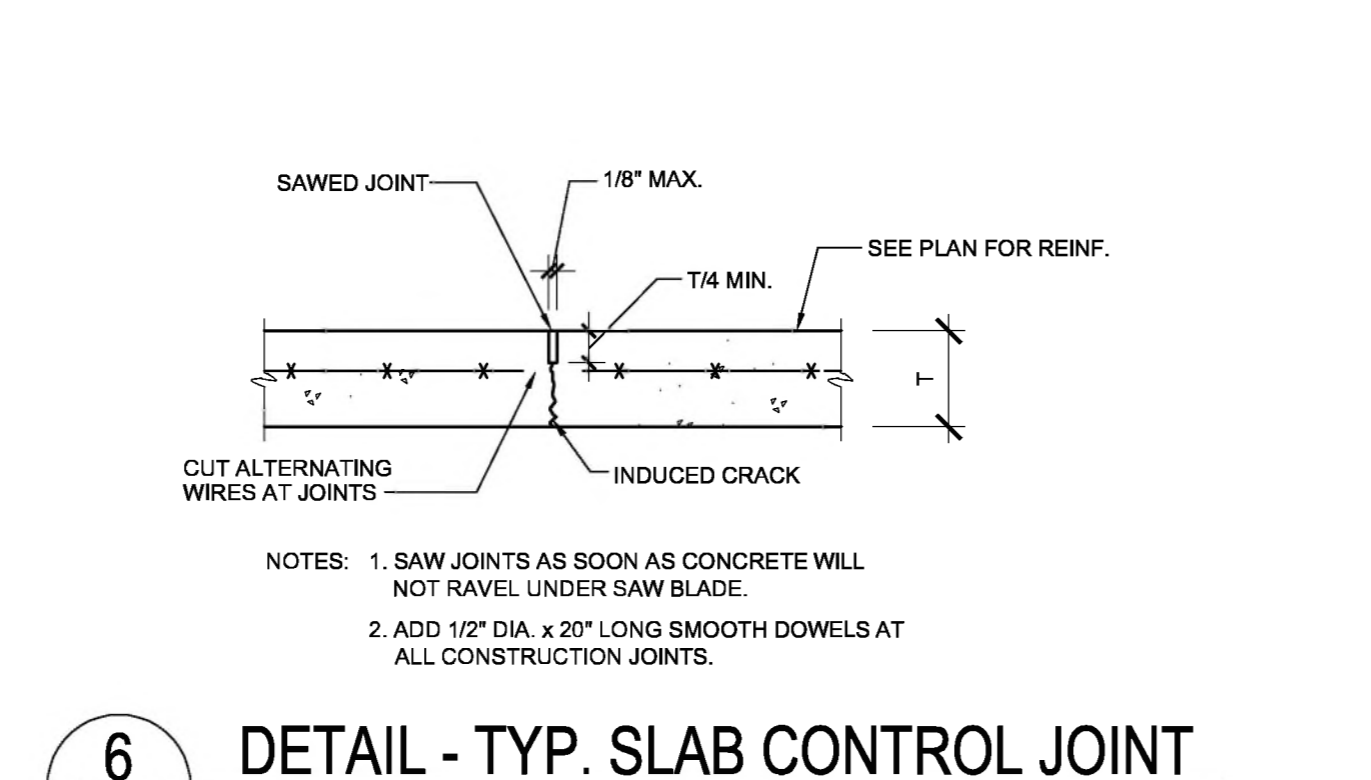 SAWED JOINT
1/8" MAX.
SEE PLAN FOR REINF.
T/4 MIN.
T
CUT ALTERNATING
WIRES AT JOINTS
INDUCED CRACK
NOTES: 1. SAW JOINTS AS SOON AS CONCRETE WILL
NOT RAVEL UNDER SAW BLADE.
2. ADD 1/2" DIA. x 20" LONG SMOOTH DOWELS AT
ALL CONSTRUCTION JOINTS.
6 DETAIL - TYP. SLAB CONTROL JOINT